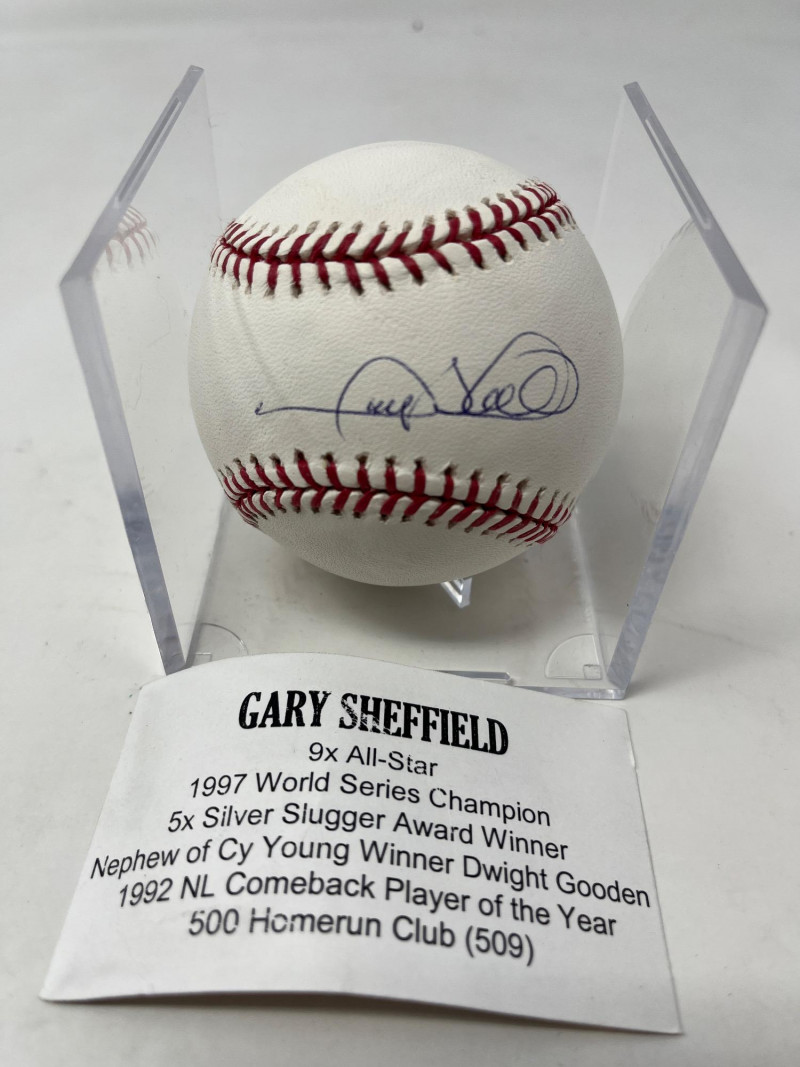 GARY SHEFFIELD
9x All-Star
1997 World Series Champion
5x Silver Slugger Award Winner
Nephew of Cy Young Winner Dwight Gooden
1992 NL Comeback Player of the Year
500 Homerun Club (509)